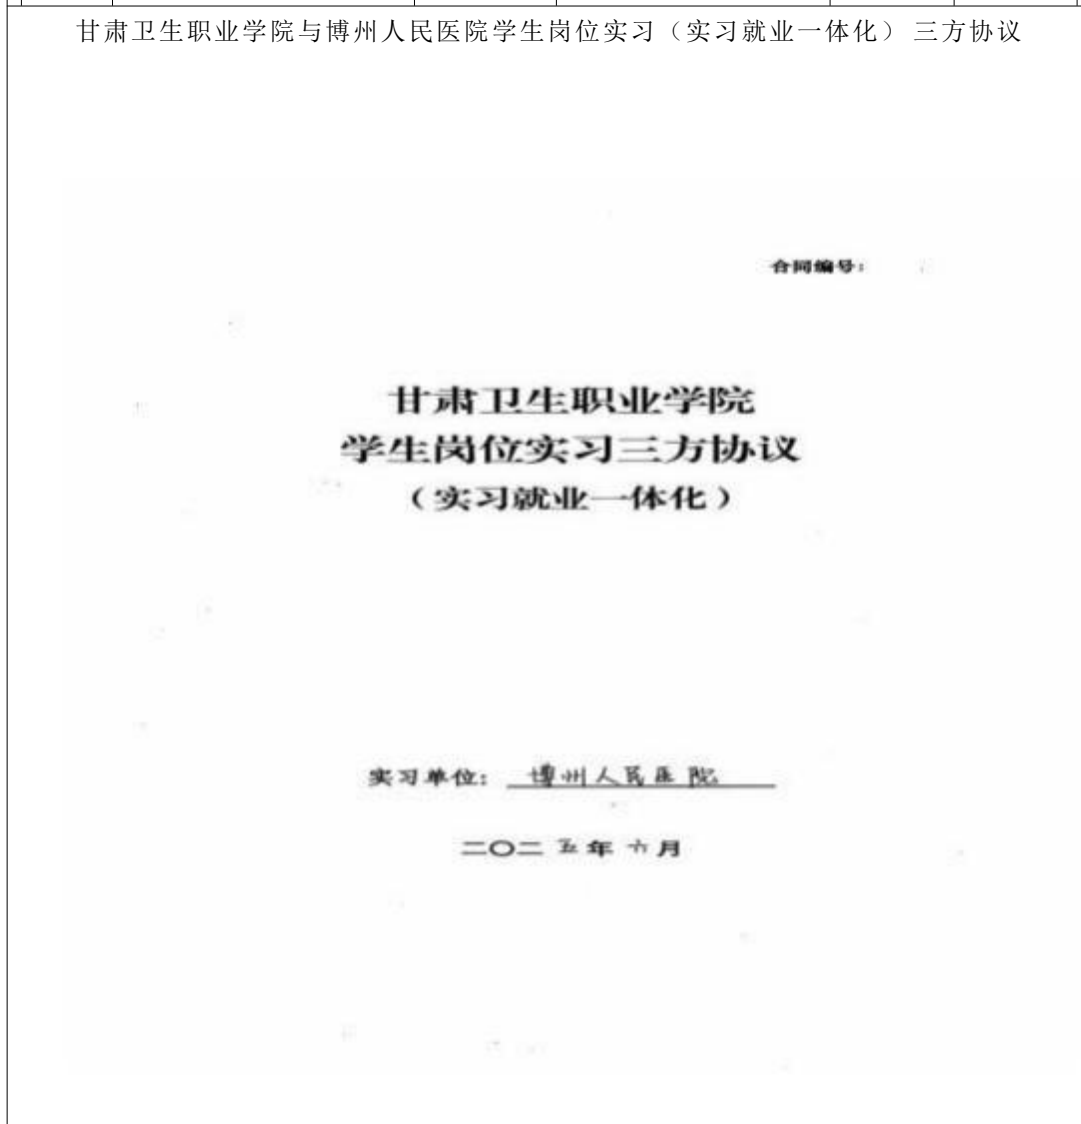 甘肃卫生职业学院与博州人民医院学生岗位实习（实习就业一体化）三方协议
合同编号：
甘肃卫生职业学院
学生岗位实习三方协议
（实习就业一体化）
实习单位： 博州人民医院
二〇二五年六月